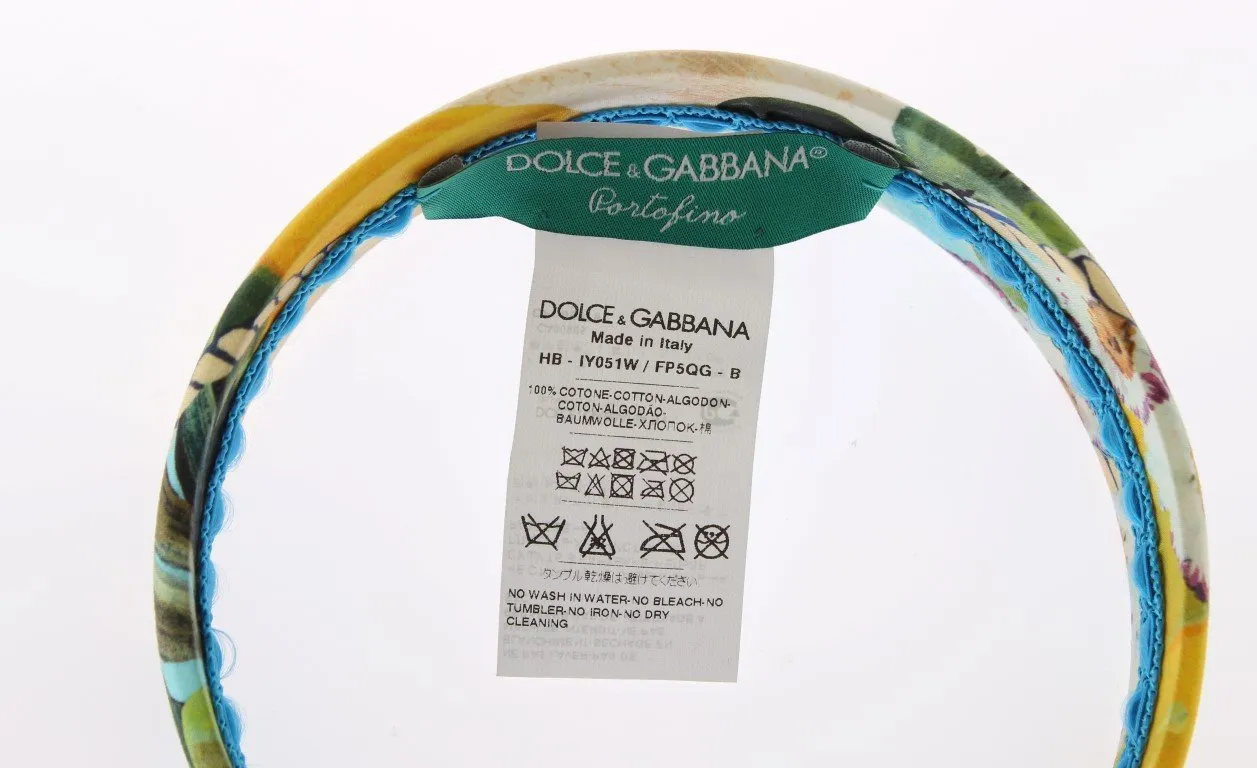 DOLCE & GABBANA®
Portofino
DOLCE & GABBANA
Made in Italy
HB - IY051W / FP5QG - B
100% COTONE-COTTON-ALGODON-
COTON-ALGODÃO-
BAUMWOLLE-ХЛОПОК-棉
タンブル乾燥は避けてください
NO WASH IN WATER-NO BLEACH-NO
TUMBLER-NO IRON-NO DRY
CLEANING